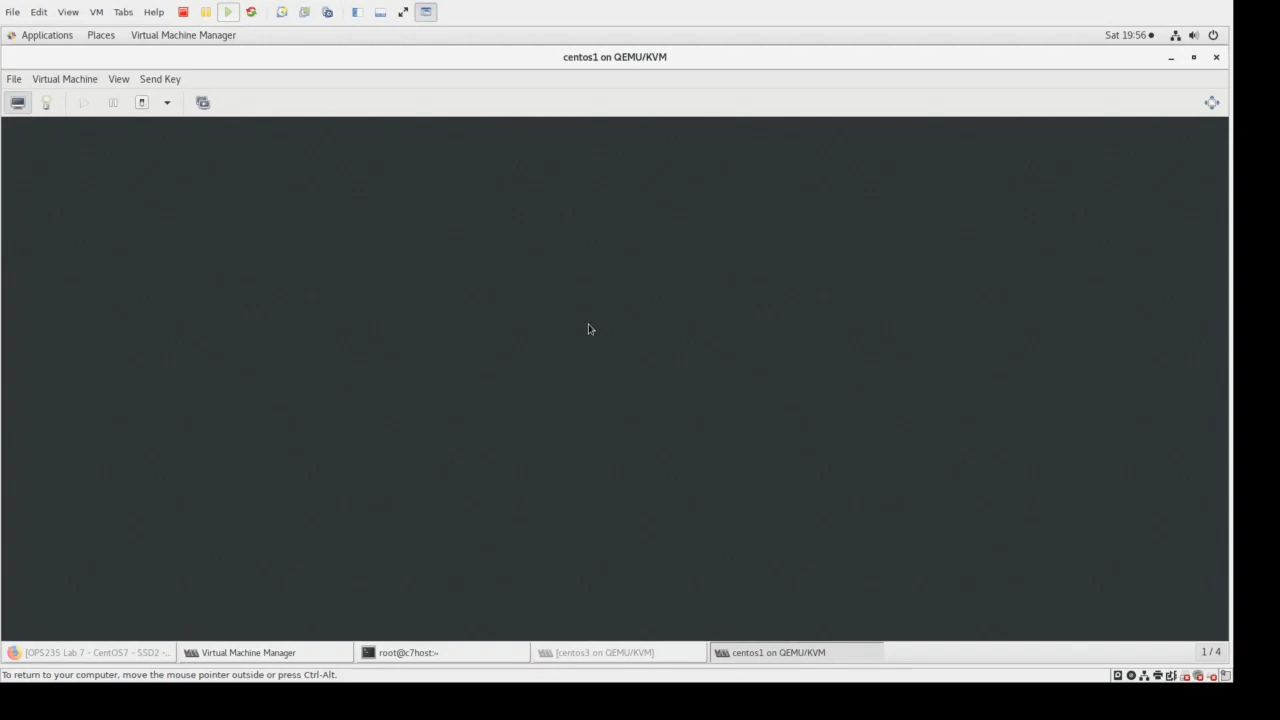 File Edit View VM Tabs Help
Applications Places Virtual Machine Manager Sat 19:56
centos1 on QEMU/KVM
File Virtual Machine View Send Key
[OPS235 Lab 7 - CentOS7 - SSD2 -... Virtual Machine Manager root@c7host:~ [centos3 on QEMU/KVM] centos1 on QEMU/KVM 1 / 4
To return to your computer, move the mouse pointer outside or press Ctrl-Alt.